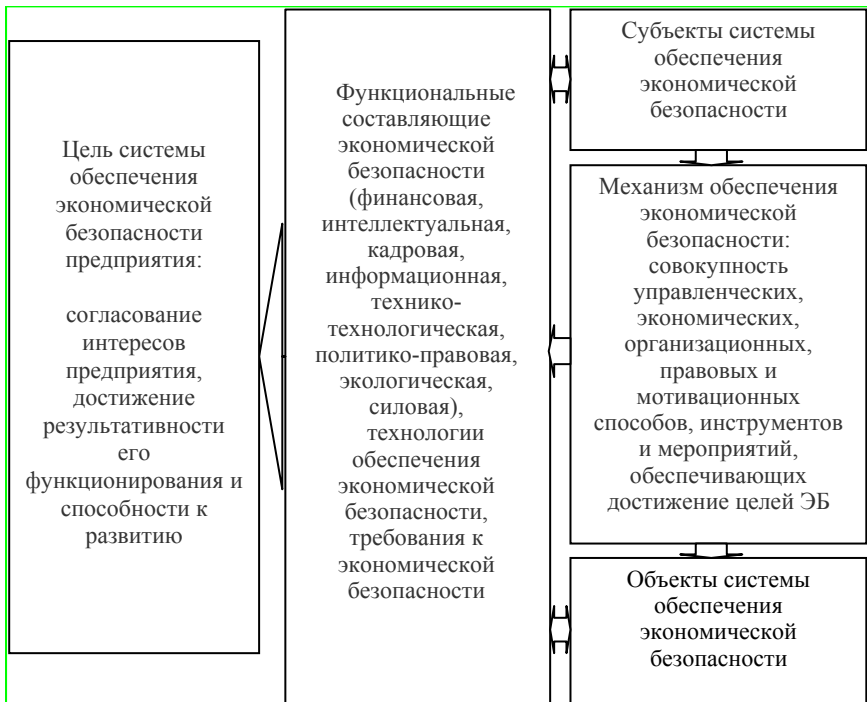 Цель системы
обеспечения
экономической
безопасности
предприятия:
согласование
интересов
предприятия,
достижение
результативности
его
функционирования и
способности к
развитию
Функциональные
составляющие
экономической
безопасности
(финансовая,
интеллектуальная,
кадровая,
информационная,
технико-
технологическая,
политико-правовая,
экологическая,
силовая),
технологии
обеспечения
экономической
безопасности,
требования к
экономической
безопасности
Субъекты системы
обеспечения
экономической
безопасности
Механизм обеспечения
экономической
безопасности:
совокупность
управленческих,
экономических,
организационных,
правовых и
мотивационных
способов, инструментов
и мероприятий,
обеспечивающих
достижение целей ЭБ
Объекты системы
обеспечения
экономической
безопасности